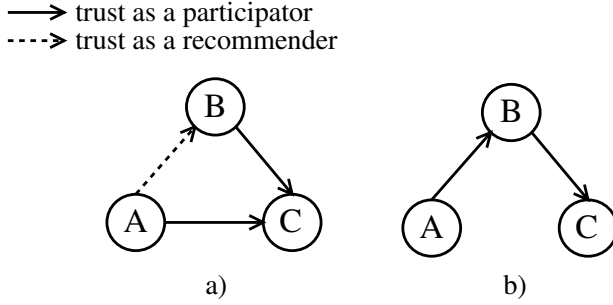 trust as a participator
trust as a recommender
B
A
C
a)
B
A
C
b)